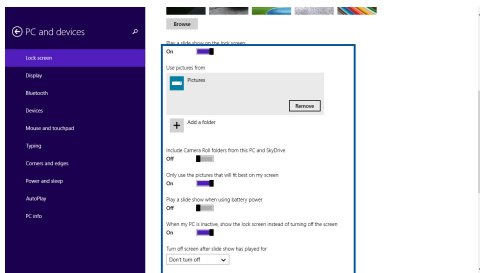 PC and devices
Lock screen
Display
Bluetooth
Devices
Mouse and touchpad
Typing
Corners and edges
Power and sleep
AutoPlay
PC info
Browse
Play a slide show on the lock screen
On
Use pictures from
Pictures
Remove
Add a folder
Include Camera Roll folders from this PC and SkyDrive
Off
Only use the pictures that will fit best on my screen
On
Play a slide show when using battery power
Off
When my PC is inactive, show the lock screen instead of turning off the screen
On
Turn off screen after slide show has played for
Don't turn off